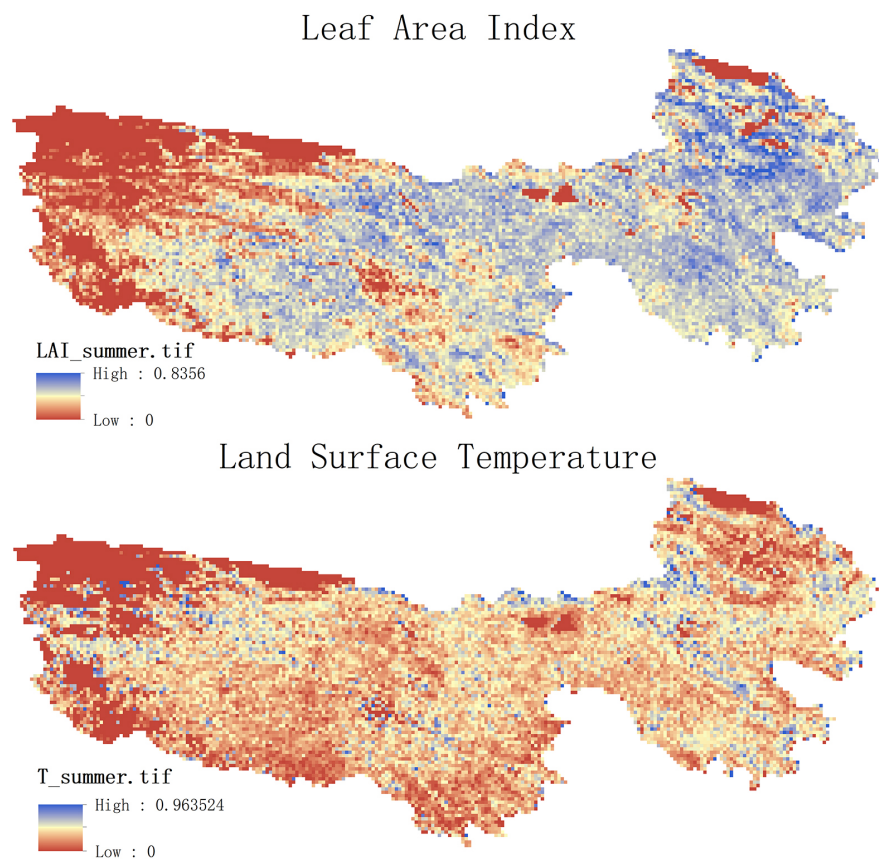 Leaf Area Index
LAI_summer.tif
High : 0.8356
Low : 0
Land Surface Temperature
T_summer.tif
High : 0.963524
Low : 0